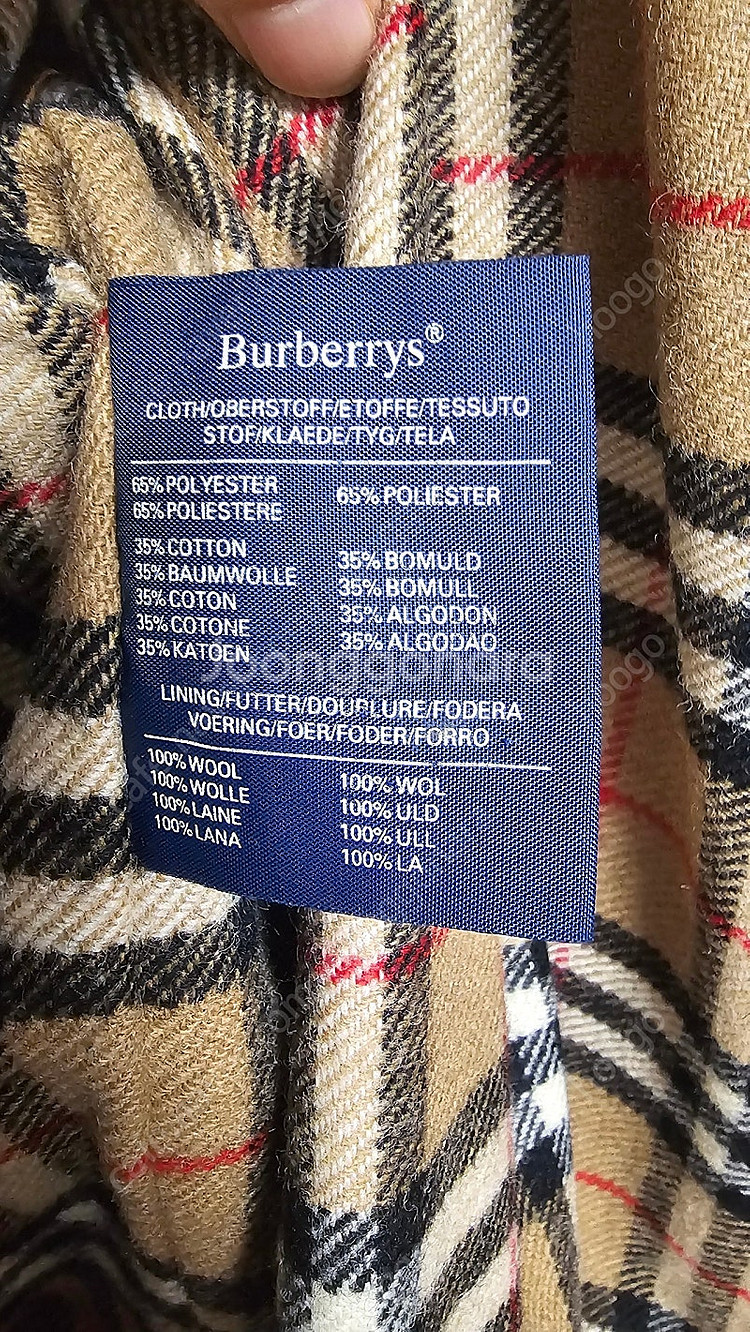 Burberrys®
CLOTH/OBERSTOFF/ETOFFE/TESSUTO
STOF/KLAEDE/TYG/TELA
65% POLYESTER
65% POLIESTERE
65% POLIESTER
35% COTTON
35% BAUMWOLLE
35% COTON
35% COTONE
35% KATOEN
35% BOMULD
35% BOMULL
35% ALGODON
35% ALGODAO
LINING/FUTTER/DOUPLURE/FODERA
VOERING/FOER/FODER/FORRO
100% WOOL
100% WOLLE
100% LAINE
100% LANA
100% WOL
100% ULD
100% ULL
100% LA